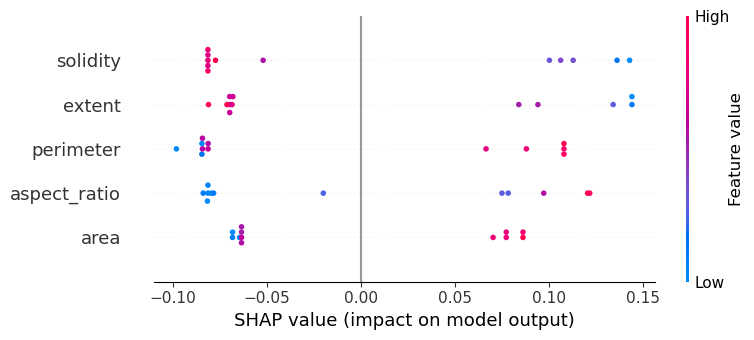 High
solidity
extent
perimeter
aspect_ratio
area
Feature value
Low
−0.10 −0.05 0.00 0.05 0.10 0.15
SHAP value (impact on model output)